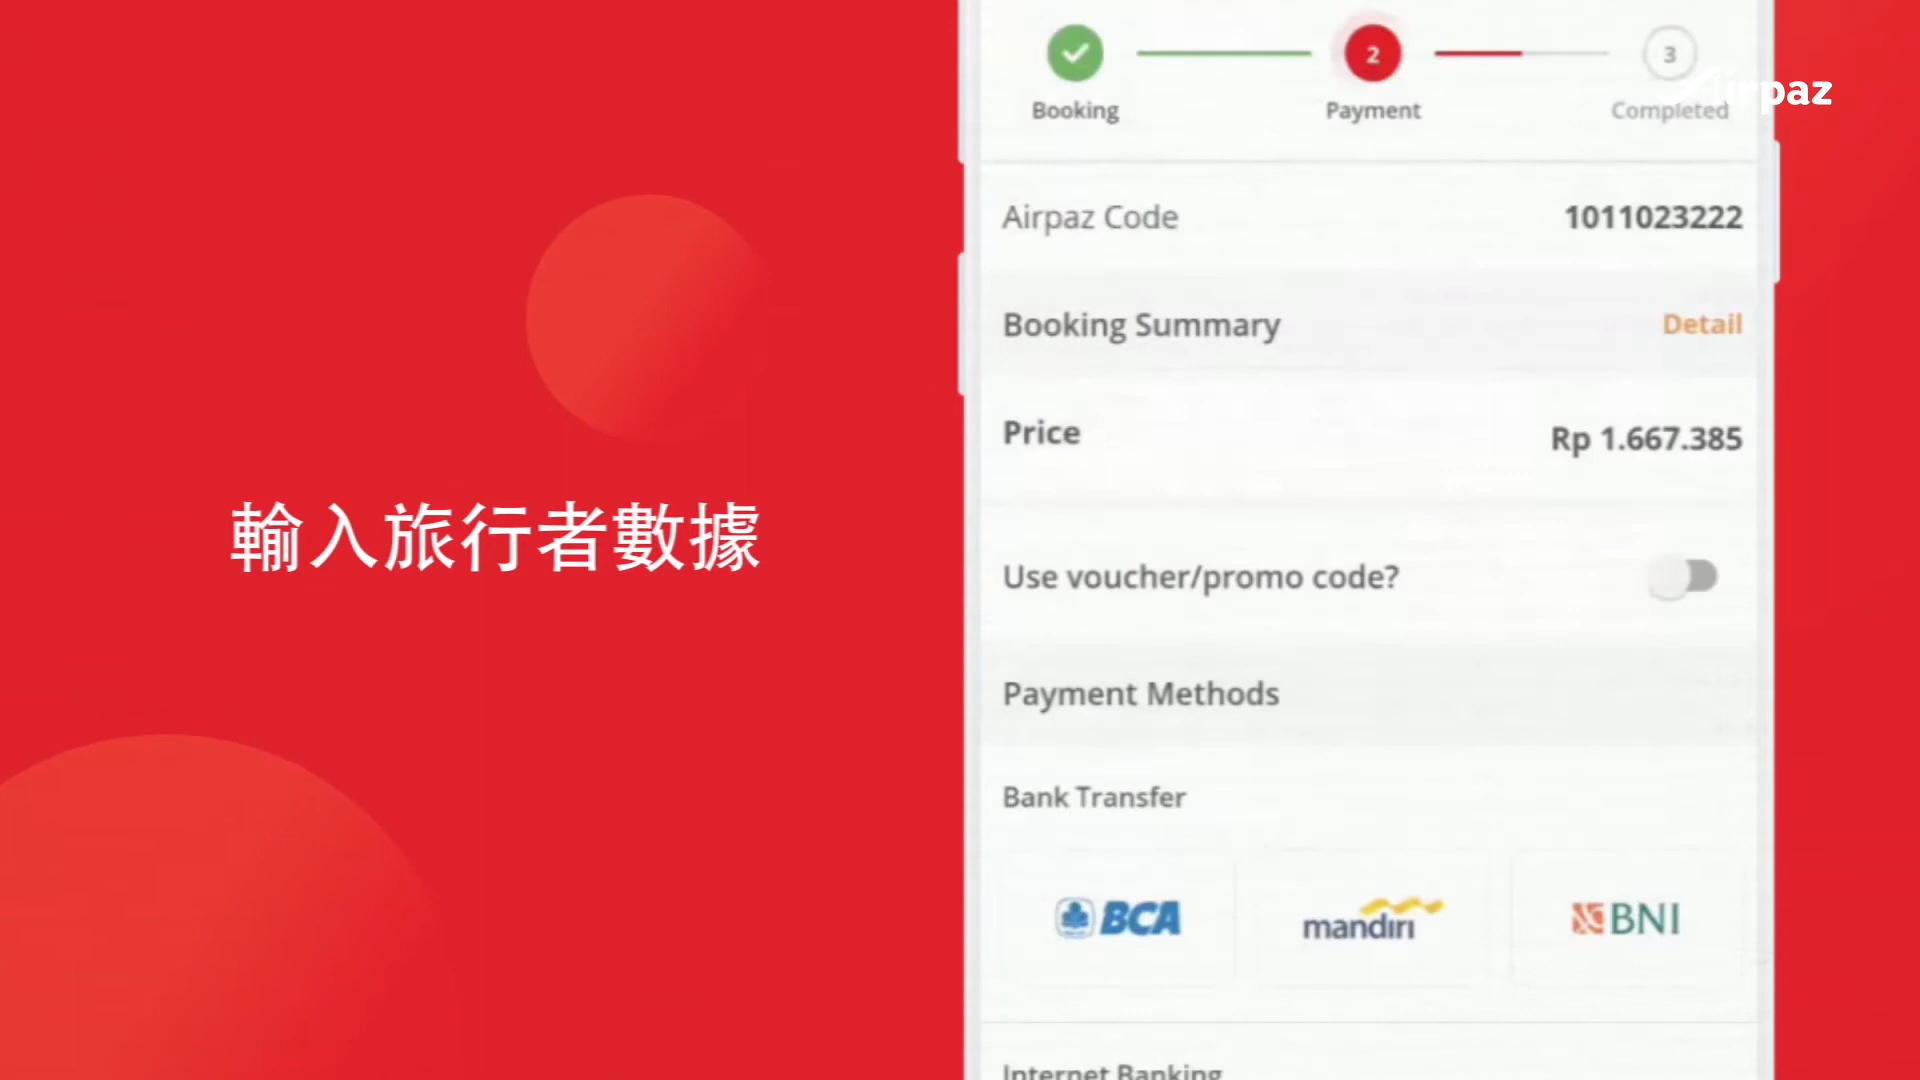 2
3
Booking
Payment
Completed
Airpaz
Airpaz Code
1011023222
Booking Summary
Detail
Price
Rp 1.667.385
輸入旅行者數據
Use voucher/promo code?
Payment Methods
Bank Transfer
BCA
mandiri
BNI
Internet Banking